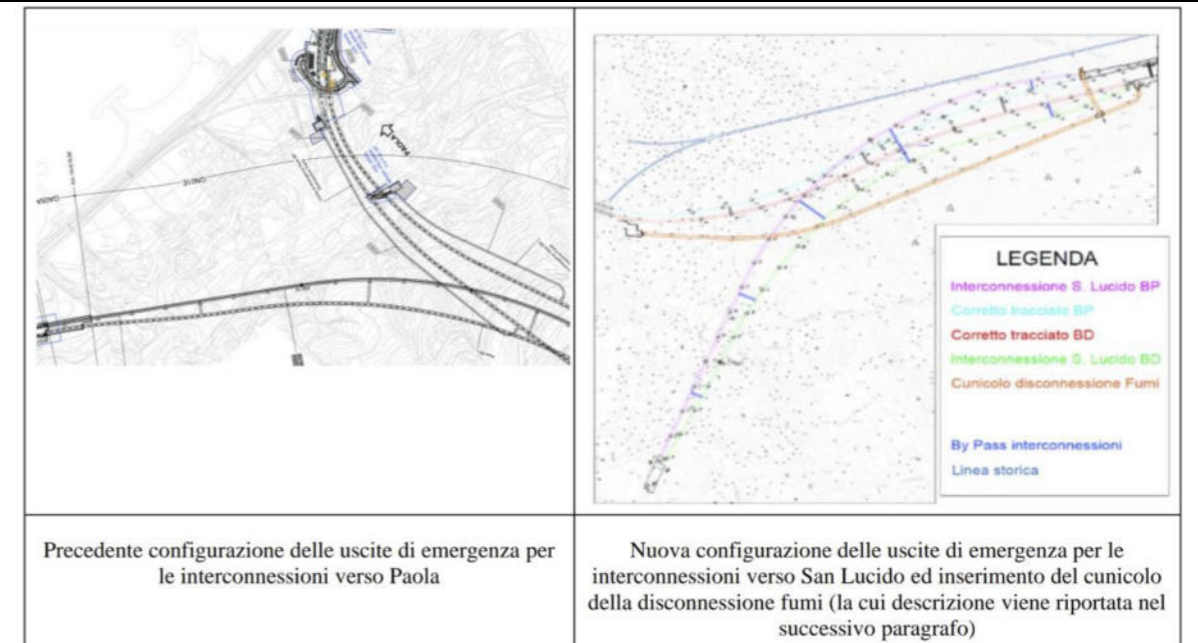 PAOLA
LEGENDA
Interconnessione S. Lucido BP
Corretto tracciato BP
Corretto tracciato BD
Interconnessione S. Lucido BD
Cunicolo disconnessione Fumi
By Pass interconnessioni
Linea storica
Precedente configurazione delle uscite di emergenza per
le interconnessioni verso Paola
Nuova configurazione delle uscite di emergenza per le
interconnessioni verso San Lucido ed inserimento del cunicolo
della disconnessione fumi (la cui descrizione viene riportata nel
successivo paragrafo)